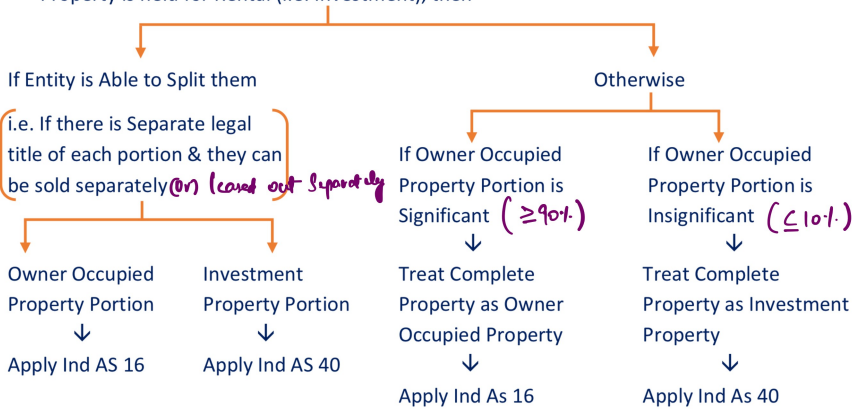 Property is held for Rental (i.e. Investment), then
If Entity is Able to Split them
Otherwise
i.e. If there is Separate legal
title of each portion & they can
be sold separately (or) leased out separately
If Owner Occupied
Property Portion is
Significant (≥90%)
If Owner Occupied
Property Portion is
Insignificant (≤10%)
Owner Occupied
Property Portion
↓
Apply Ind AS 16
Investment
Property Portion
↓
Apply Ind AS 40
↓
Treat Complete
Property as Owner
Occupied Property
↓
Apply Ind As 16
↓
Treat Complete
Property as Investment
Property
↓
Apply Ind As 40